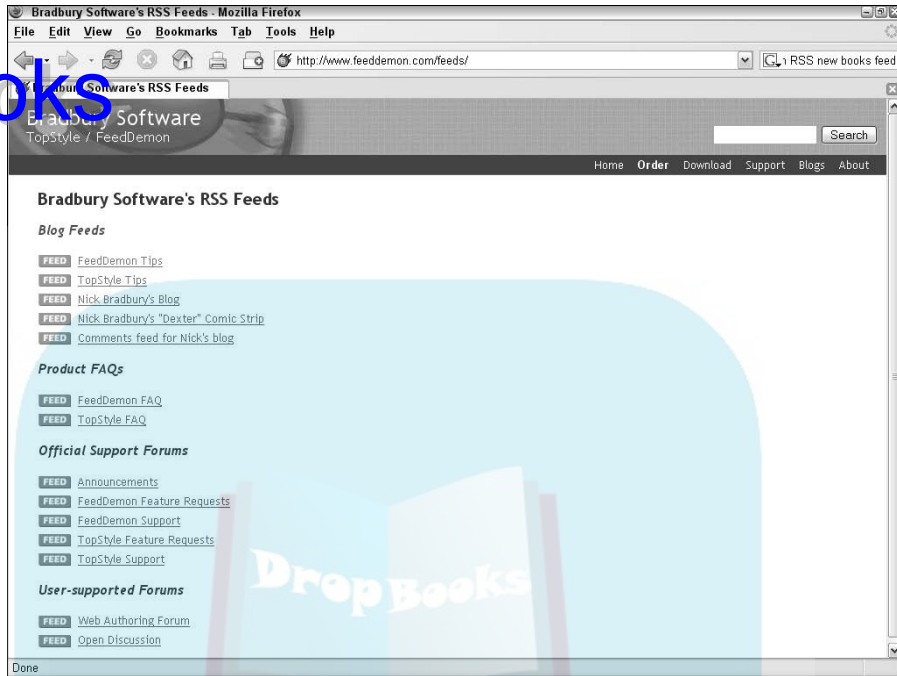 Bradbury Software's RSS Feeds - Mozilla Firefox
File Edit View Go Bookmarks Tab Tools Help
http://www.feeddemon.com/feeds/
RSS new books feed
Software's RSS Feeds
oks
Bradbury Software
TopStyle / FeedDemon
Search
Home Order Download Support Blogs About
Bradbury Software's RSS Feeds
Blog Feeds
FEED FeedDemon Tips
FEED TopStyle Tips
FEED Nick Bradbury's Blog
FEED Nick Bradbury's "Dexter" Comic Strip
FEED Comments feed for Nick's blog
Product FAQs
FEED FeedDemon FAQ
FEED TopStyle FAQ
Official Support Forums
FEED Announcements
FEED FeedDemon Feature Requests
FEED FeedDemon Support
FEED TopStyle Feature Requests
FEED TopStyle Support
DropBooks
User-supported Forums
FEED Web Authoring Forum
FEED Open Discussion
Done